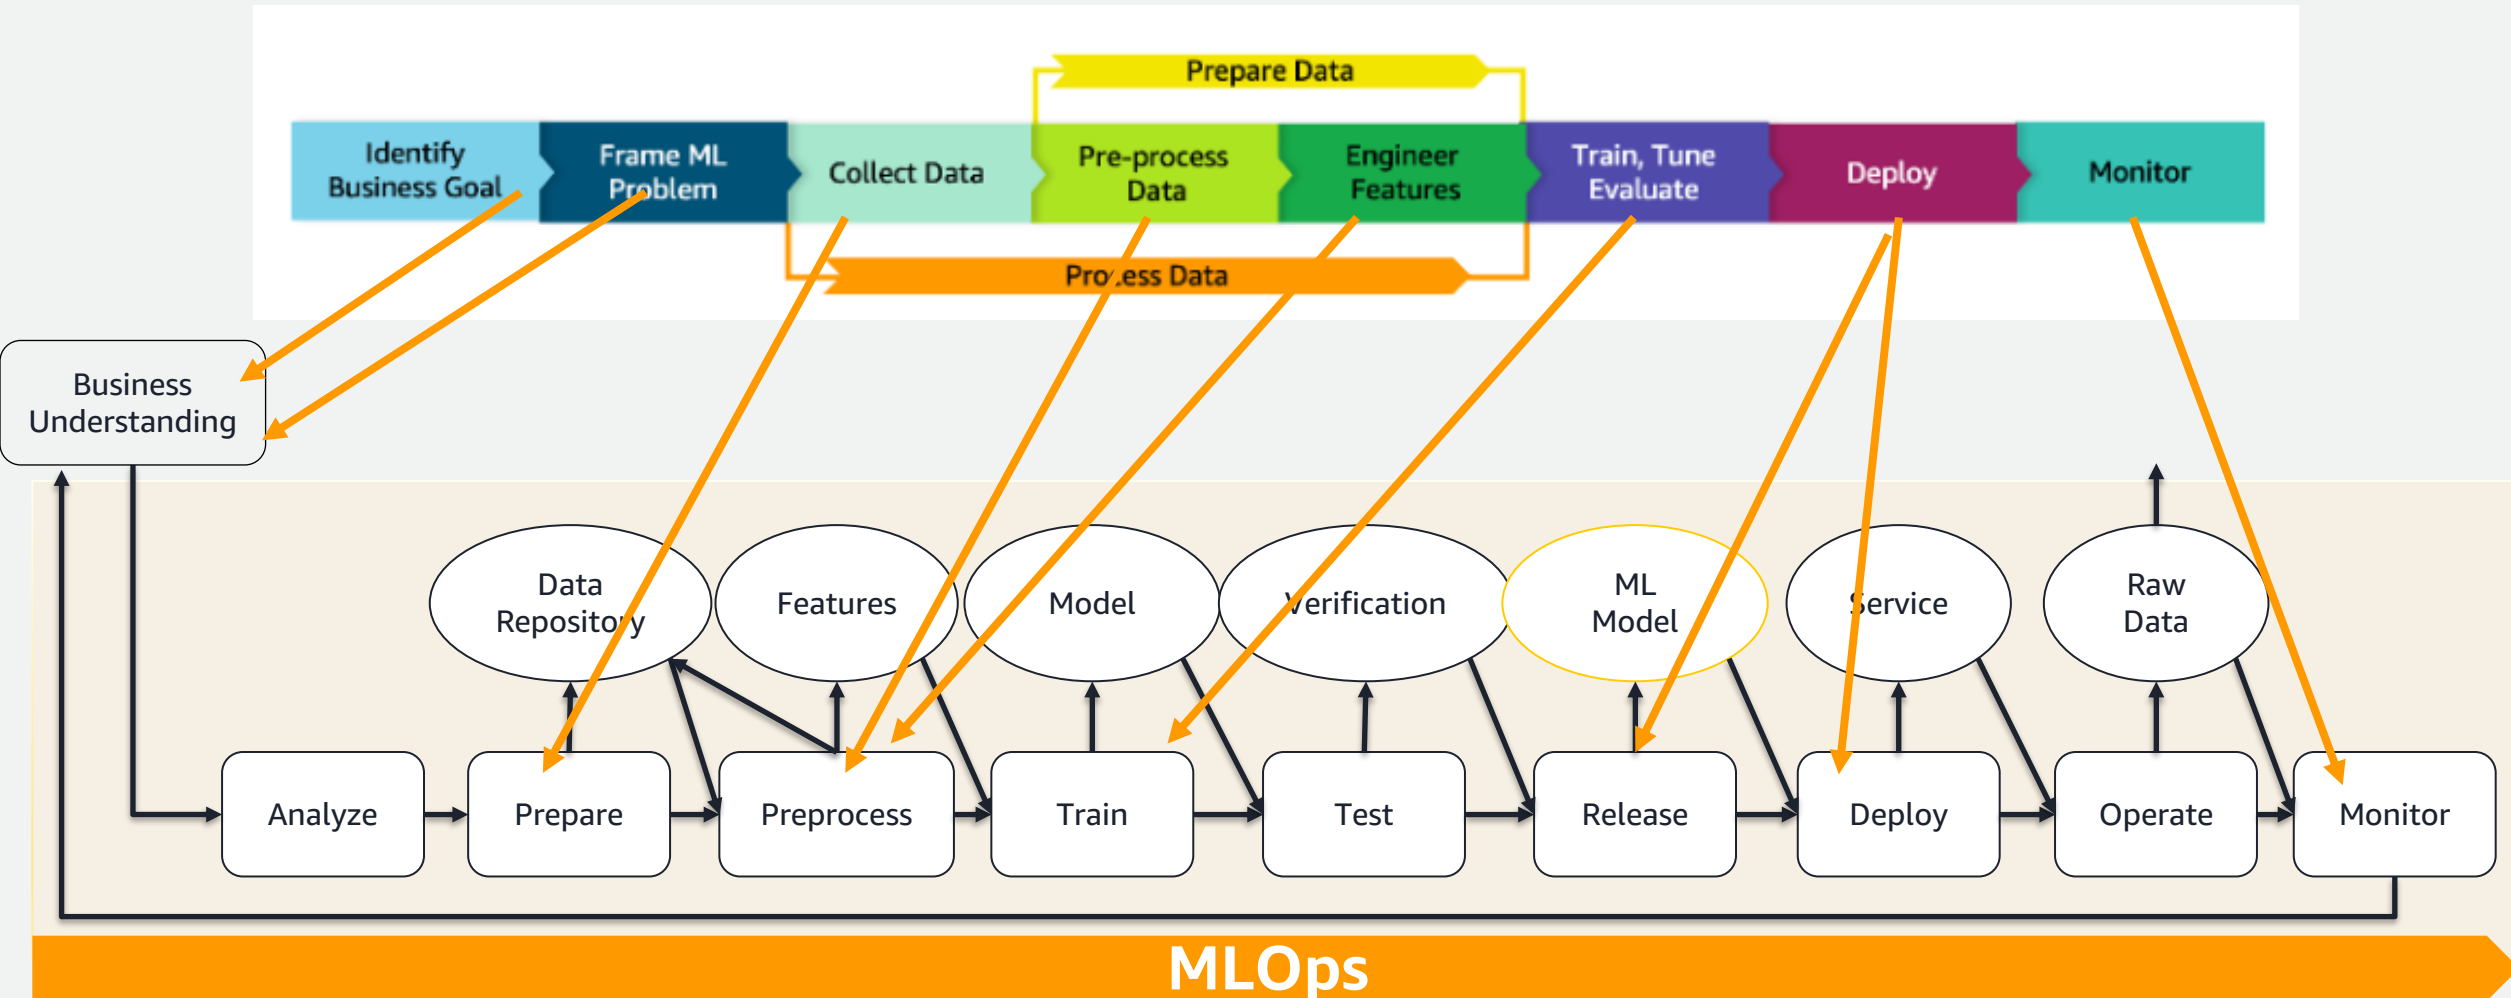 Prepare Data
Identify
Business Goal
Frame ML
Problem
Collect Data
Pre-process
Data
Engineer
Features
Train, Tune
Evaluate
Deploy
Monitor
Process Data
Business
Understanding
Data
Repository
Features
Model
Verification
ML
Model
Service
Raw
Data
Analyze
Prepare
Preprocess
Train
Test
Release
Deploy
Operate
Monitor
MLOps